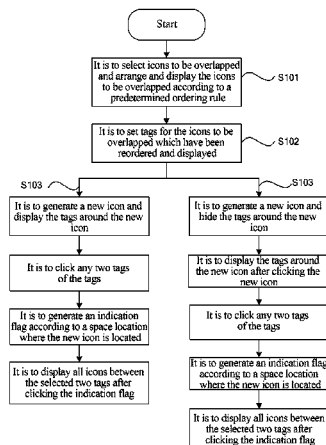 Start
It is to select icons to be overlapped
and arrange and display the icons
to be overlapped according to a
predetermined ordering rule
S101
It is to set tags for the icons to be
overlapped which have been
reordered and displayed
S102
S103
It is to generate a new icon and
display the tags around the new
icon
It is to click any two tags
of the tags
It is to generate an indication
flag according to a space location
where the new icon is located
It is to display all icons between
the selected two tags after
clicking the indication flag
S103
It is to generate a new icon and
hide the tags around the new
icon
It is to display the tags around
the new icon after clicking the
new icon
It is to click any two tags
of the tags
It is to generate an indication flag
according to a space location
where the new icon is located
It is to display all icons between
the selected two tags after
clicking the indication flag